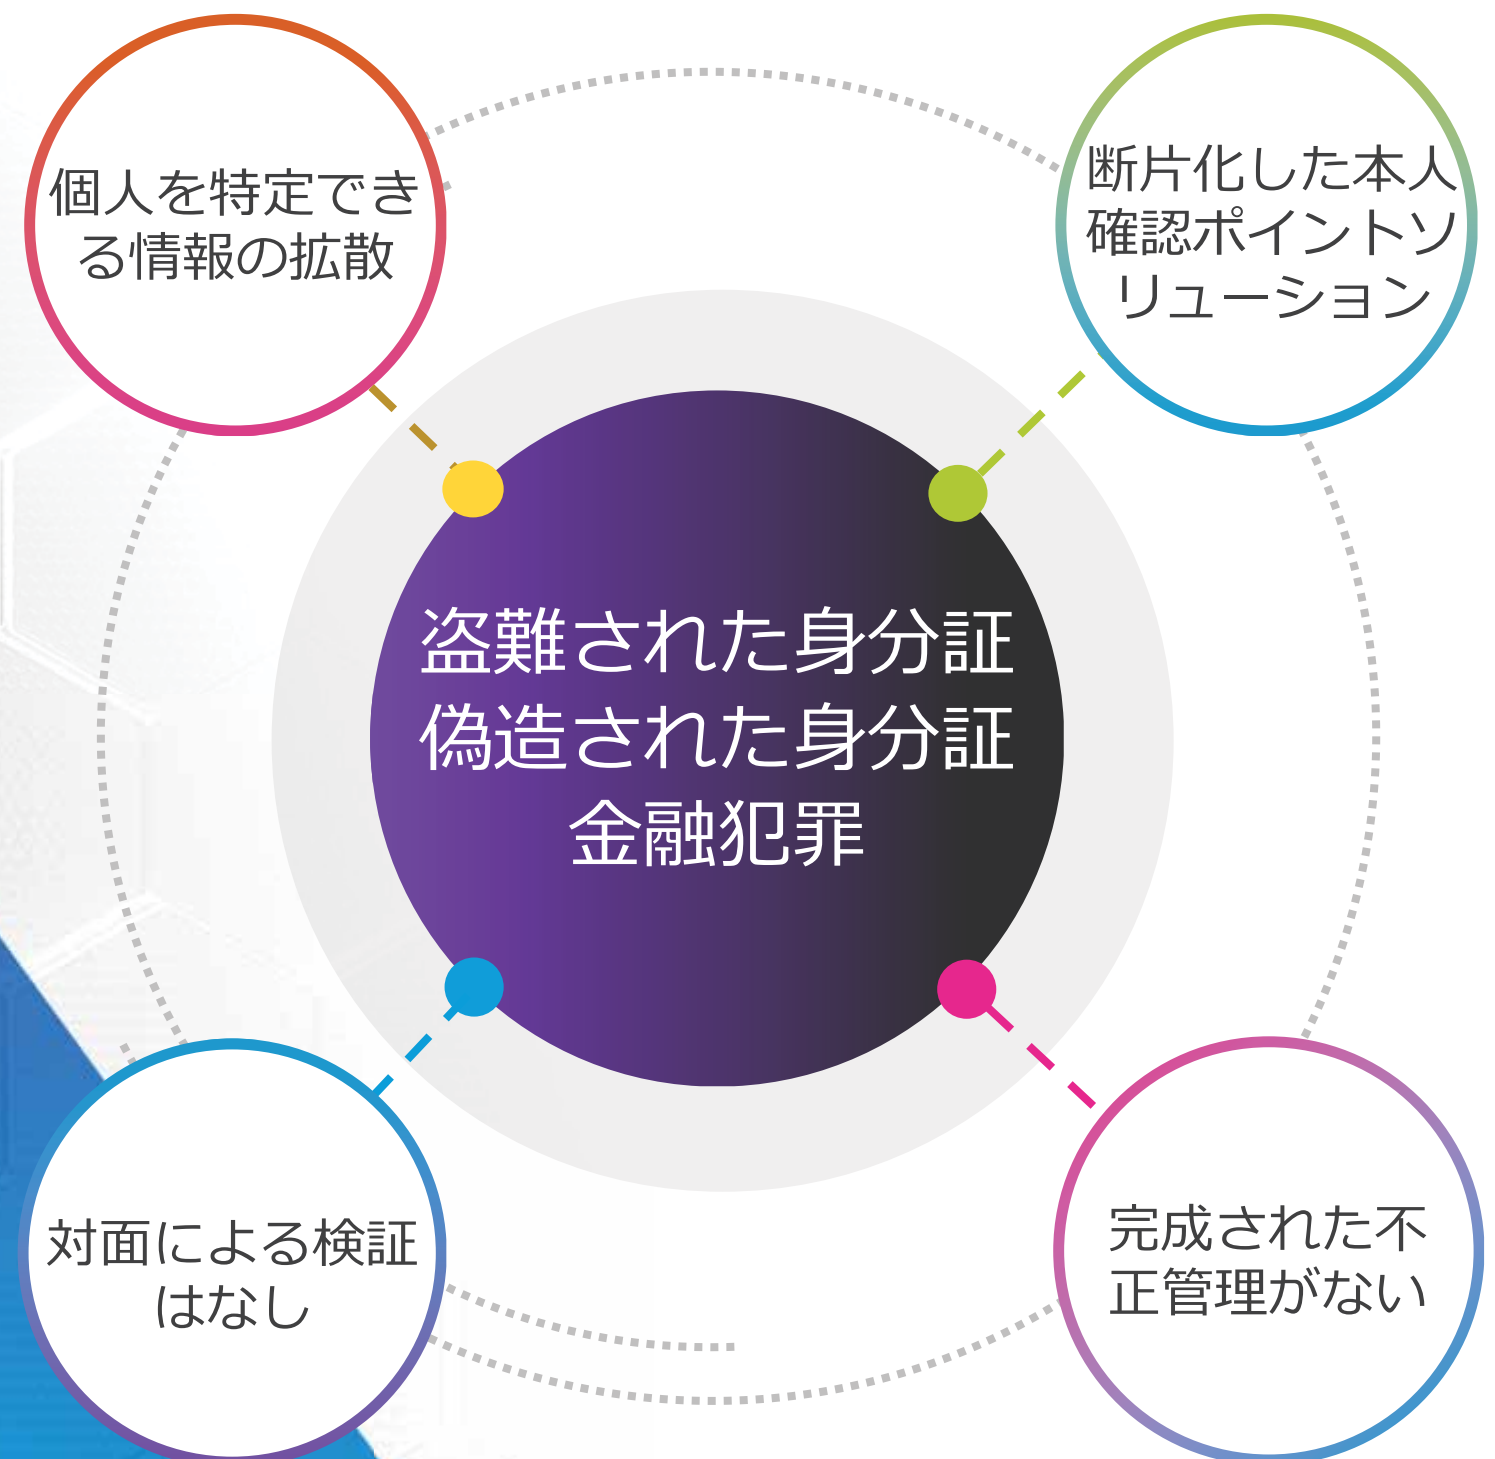 個人を特定でき
る情報の拡散
断片化した本人
確認ポイントソ
リューション
盗難された身分証
偽造された身分証
金融犯罪
対面による検証
はなし
完成された不
正管理がない